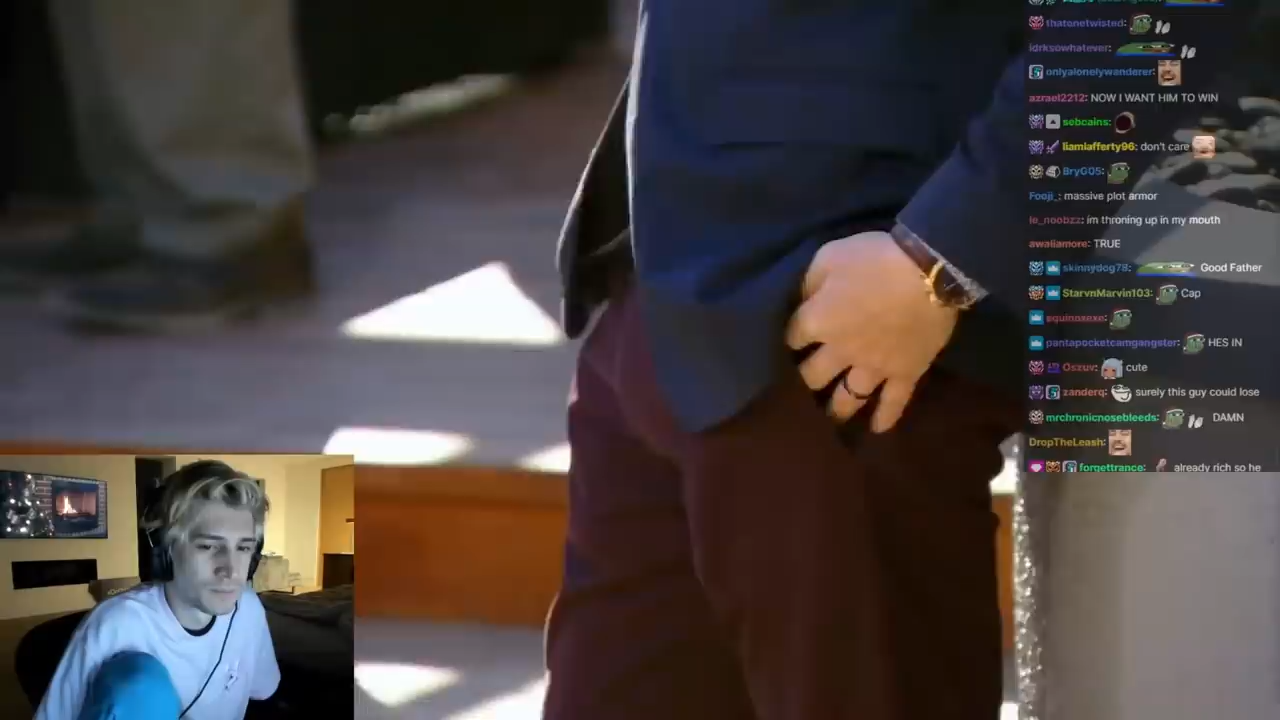 thatonetwisted:
idrksowhatever:
onlyalonelywanderer:
azrael2212: NOW I WANT HIM TO WIN
sebcains:
liamlafferty96: don't care
BryG05:
Fooji_: massive plot armor
le_noobzz: im throning up in my mouth
awaliamore: TRUE
skinnydog78: Good Father
StarvnMarvin103: Cap
equinoxexe:
pantapocketcamgangster: HES IN
Oszuv: cute
zanderq: surely this guy could lose
mrchronicnosebleeds: DAMN
DropTheLeash:
forgettrance: already rich so he